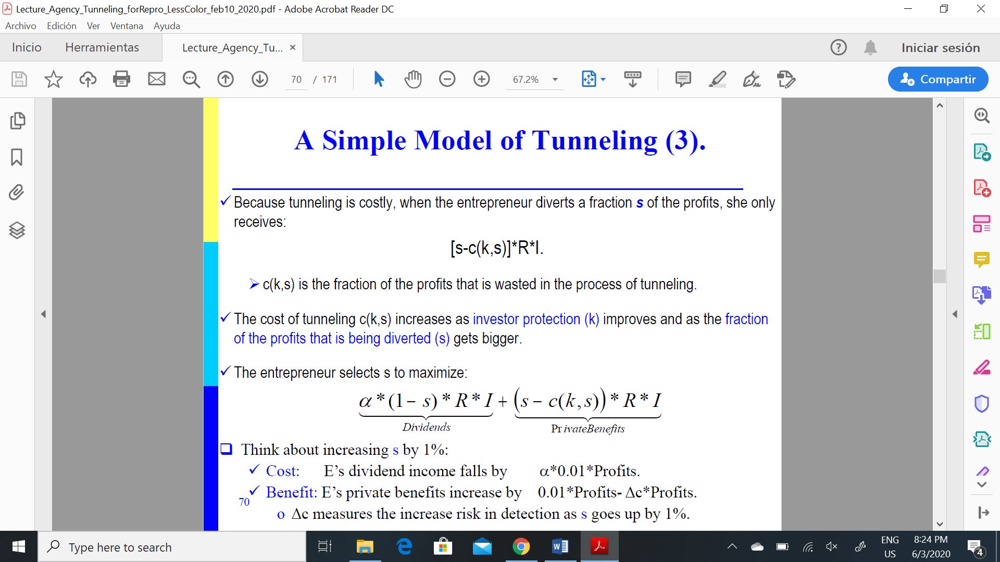 Lecture_Agency_Tunneling_forRepro_LessColor_feb10_2020.pdf - Adobe Acrobat Reader DC
Archivo Edición Ver Ventana Ayuda
Inicio Herramientas Lecture_Agency_Tu... × ? Iniciar sesión
70 / 171 67.2% Compartir
A Simple Model of Tunneling (3).
✓ Because tunneling is costly, when the entrepreneur diverts a fraction s of the profits, she only
receives:
[s-c(k,s)]*R*I.
➢ c(k,s) is the fraction of the profits that is wasted in the process of tunneling.
✓ The cost of tunneling c(k,s) increases as investor protection (k) improves and as the fraction
of the profits that is being diverted (s) gets bigger.
✓ The entrepreneur selects s to maximize:
α * (1 − s) * R * I + (s − c(k, s)) * R * I
Dividends Pr ivateBenefits
❑ Think about increasing s by 1%:
✓ Cost: E’s dividend income falls by α*0.01*Profits.
✓ Benefit: E’s private benefits increase by 0.01*Profits- Δc*Profits.
70
o Δc measures the increase risk in detection as s goes up by 1%.
Type here to search
ENG 8:24 PM
US 6/3/2020 4